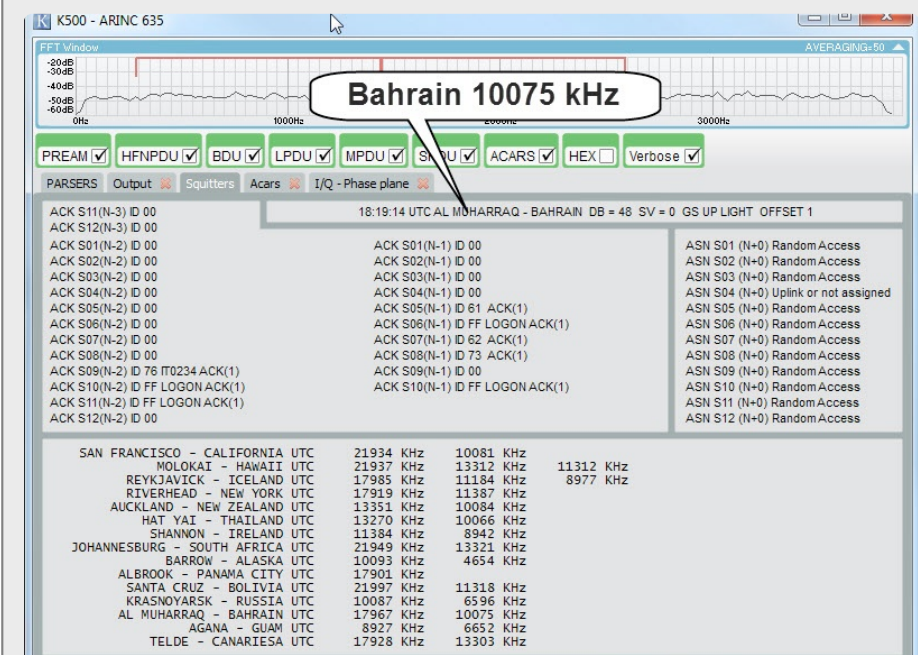 K500 - ARINC 635
FFT Window AVERAGING=50
-20dB
-30dB
-40dB
-50dB
-60dB
0Hz 1000Hz 3000Hz
Bahrain 10075 kHz
PREAM HFNPDU BDU LPDU MPDU ACARS HEX Verbose
PARSERS Output Squitters Acars I/Q - Phase plane
ACK S11(N-3) ID 00
ACK S12(N-3) ID 00
18:19:14 UTC AL MUHARRAQ - BAHRAIN DB = 48 SV = 0 GS UP LIGHT OFFSET 1
ACK S01(N-2) ID 00
ACK S02(N-2) ID 00
ACK S03(N-2) ID 00
ACK S04(N-2) ID 00
ACK S05(N-2) ID 00
ACK S06(N-2) ID 00
ACK S07(N-2) ID 00
ACK S08(N-2) ID 00
ACK S09(N-2) ID 76 IT0234 ACK(1)
ACK S10(N-2) ID FF LOGON ACK(1)
ACK S11(N-2) ID FF LOGON ACK(1)
ACK S12(N-2) ID 00
ACK S01(N-1) ID 00
ACK S02(N-1) ID 00
ACK S03(N-1) ID 00
ACK S04(N-1) ID 00
ACK S05(N-1) ID 61 ACK(1)
ACK S06(N-1) ID FF LOGON ACK(1)
ACK S07(N-1) ID 62 ACK(1)
ACK S08(N-1) ID 73 ACK(1)
ACK S09(N-1) ID 00
ACK S10(N-1) ID FF LOGON ACK(1)
ASN S01 (N+0) Random Access
ASN S02 (N+0) Random Access
ASN S03 (N+0) Random Access
ASN S04 (N+0) Uplink or not assigned
ASN S05 (N+0) Random Access
ASN S06 (N+0) Random Access
ASN S07 (N+0) Random Access
ASN S08 (N+0) Random Access
ASN S09 (N+0) Random Access
ASN S10 (N+0) Random Access
ASN S11 (N+0) Random Access
ASN S12 (N+0) Random Access
SAN FRANCISCO - CALIFORNIA UTC 21934 KHz 10081 KHz
MOLOKAI - HAWAII UTC 21937 KHz 13312 KHz 11312 KHz
REYKJAVICK - ICELAND UTC 17985 KHz 11184 KHz 8977 KHz
RIVERHEAD - NEW YORK UTC 17919 KHz 11387 KHz
AUCKLAND - NEW ZEALAND UTC 13351 KHz 10084 KHz
HAT YAI - THAILAND UTC 13270 KHz 10066 KHz
SHANNON - IRELAND UTC 11384 KHz 8942 KHz
JOHANNESBURG - SOUTH AFRICA UTC 21949 KHz 13321 KHz
BARROW - ALASKA UTC 10093 KHz 4654 KHz
ALBROOK - PANAMA CITY UTC 17901 KHz
SANTA CRUZ - BOLIVIA UTC 21997 KHz 11318 KHz
KRASNOYARSK - RUSSIA UTC 10087 KHz 6596 KHz
AL MUHARRAQ - BAHRAIN UTC 17967 KHz 10075 KHz
AGANA - GUAM UTC 8927 KHz 6652 KHz
TELDE - CANARIESA UTC 17928 KHz 13303 KHz